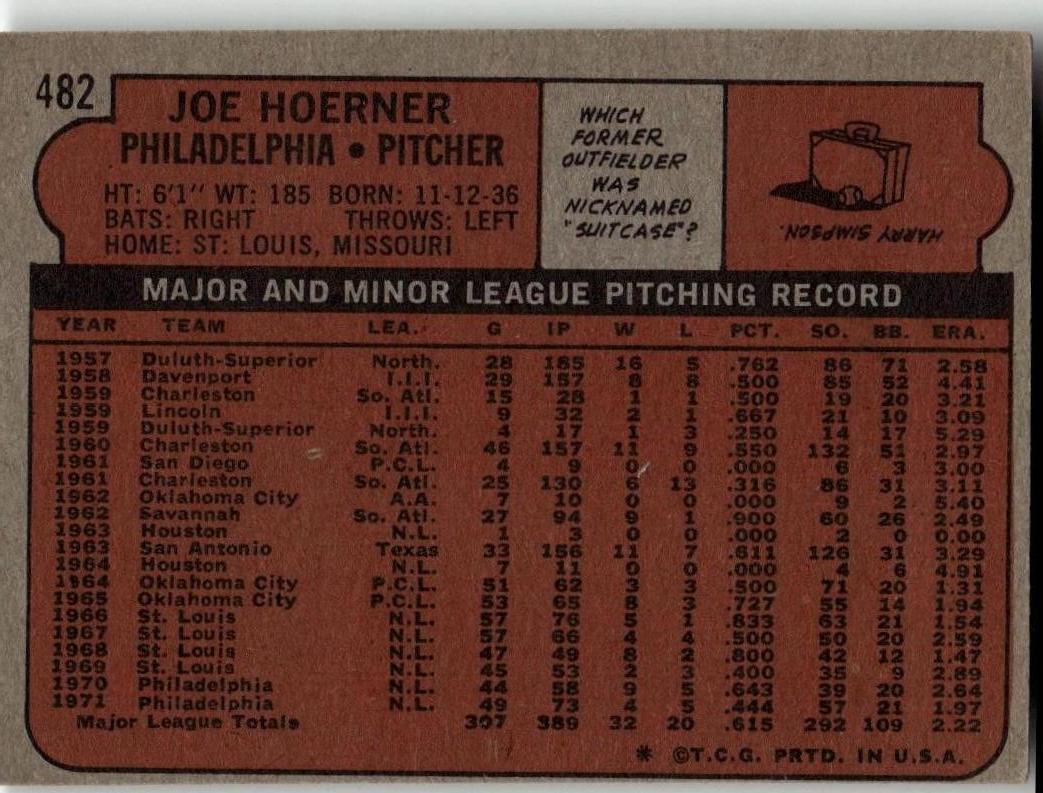 482
JOE HOERNER
PHILADELPHIA • PITCHER
HT: 6'1" WT: 185 BORN: 11-12-36
BATS: RIGHT THROWS: LEFT
HOME: ST: LOUIS, MISSOURI
WHICH
FORMER
OUTFIELDER
WAS
NICKNAMED
"SUITCASE"?
HARRY SIMPSON.
MAJOR AND MINOR LEAGUE PITCHING RECORD
YEAR TEAM LEA. G IP W L PCT. SO. BB. ERA.
1957 Duluth-Superior North. 28 185 16 5 .762 86 71 2.58
1958 Davenport I.I.I. 29 157 8 8 .500 85 52 4.41
1959 Charleston So. Atl. 15 28 1 1 .500 19 20 3.21
1959 Lincoln I.I.I. 9 32 2 1 .667 21 10 3.09
1959 Duluth-Superior North. 4 17 1 3 .250 14 17 5.29
1960 Charleston So. Atl. 46 157 11 9 .550 132 51 2.97
1961 San Diego P.C.L. 4 9 0 0 .000 6 3 3.00
1961 Charleston So. Atl. 25 130 6 13 .316 86 31 3.11
1962 Oklahoma City A.A. 7 10 0 0 .000 9 2 5.40
1962 Savannah So. Atl. 27 94 9 1 .900 60 26 2.49
1963 Houston N.L. 1 3 0 0 .000 2 0 0.00
1963 San Antonio Texas 33 156 11 7 .611 126 31 3.29
1964 Houston N.L. 7 11 0 0 .000 4 6 4.91
1964 Oklahoma City P.C.L. 51 62 3 3 .500 71 20 1.31
1965 Oklahoma City P.C.L. 53 65 8 3 .727 55 14 1.94
1966 St. Louis N.L. 57 76 5 1 .833 63 21 1.54
1967 St. Louis N.L. 57 66 4 4 .500 50 20 2.59
1968 St. Louis N.L. 47 49 8 2 .800 42 12 1.47
1969 St. Louis N.L. 45 53 2 3 .400 35 9 2.89
1970 Philadelphia N.L. 44 58 9 5 .643 39 20 2.64
1971 Philadelphia N.L. 49 73 4 5 .444 57 21 1.97
Major League Totals 307 389 32 20 .615 292 109 2.22
* ©T.C.G. PRTD. IN U.S.A.